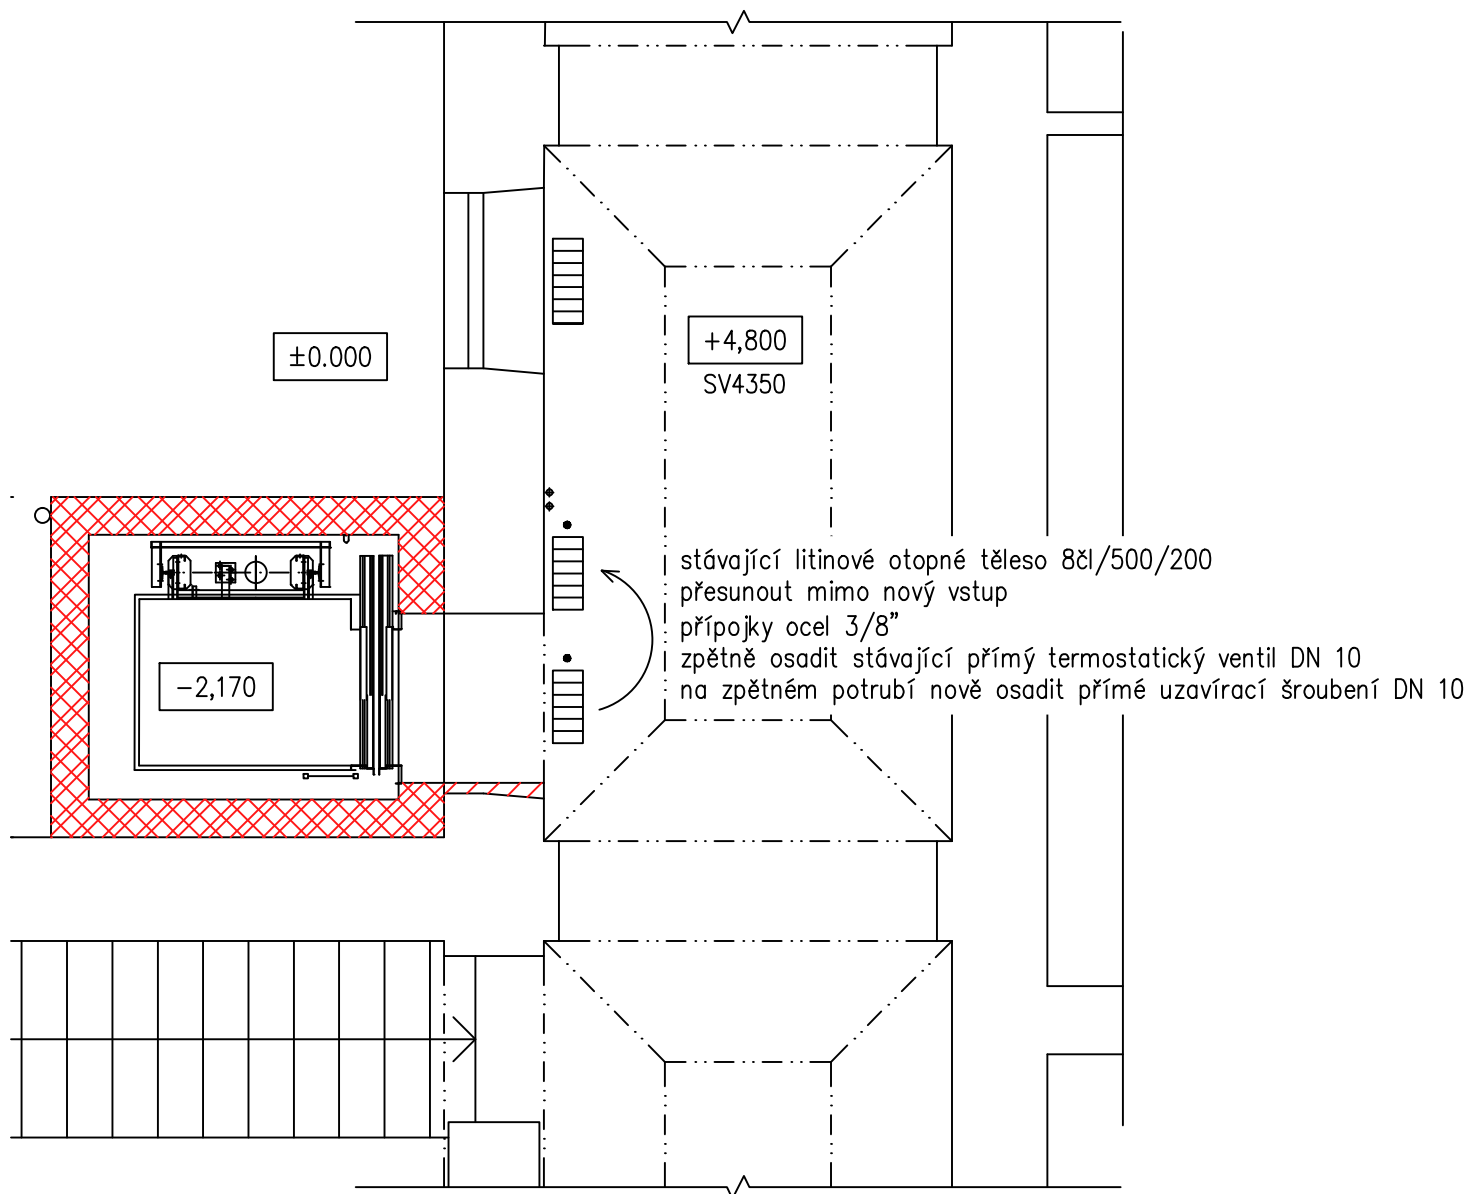 ±0.000
+4,800
SV4350
stávající litinové otopné těleso 8čl/500/200
přesunout mimo nový vstup
přípojky ocel 3/8"
zpětně osadit stávající přímý termostatický ventil DN 10
na zpětném potrubí nově osadit přímé uzavírací šroubení DN 10
-2,170